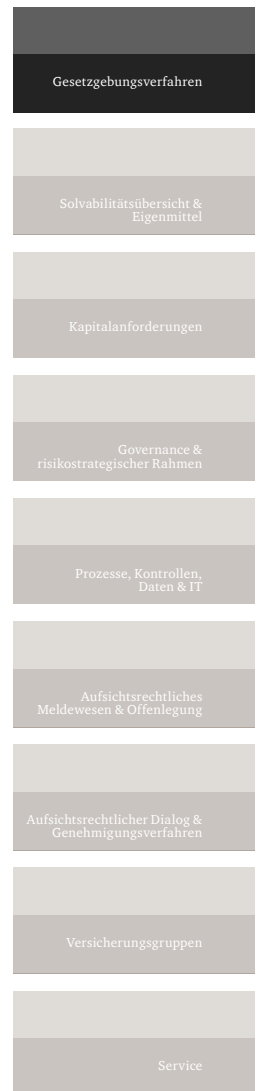 Gesetzgebungsverfahren
Solvabilitätsübersicht &
Eigenmittel
Kapitalanforderungen
Governance &
risikostrategischer Rahmen
Prozesse, Kontrollen,
Daten & IT
Aufsichtsrechtliches
Meldewesen & Offenlegung
Aufsichtsrechtlicher Dialog &
Genehmigungsverfahren
Versicherungsgruppen
Service